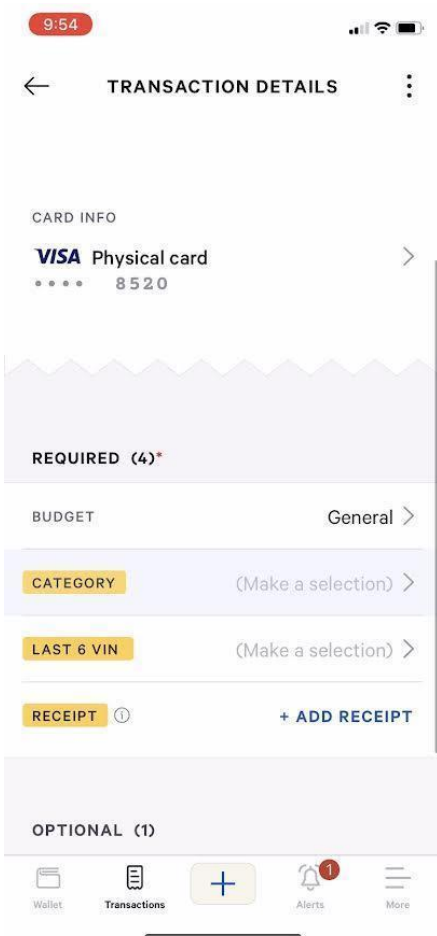 9:54
TRANSACTION DETAILS
CARD INFO
VISA Physical card
•••• 8520
REQUIRED (4)*
BUDGET General
CATEGORY (Make a selection)
LAST 6 VIN (Make a selection)
RECEIPT + ADD RECEIPT
OPTIONAL (1)
1
Wallet Transactions Alerts More